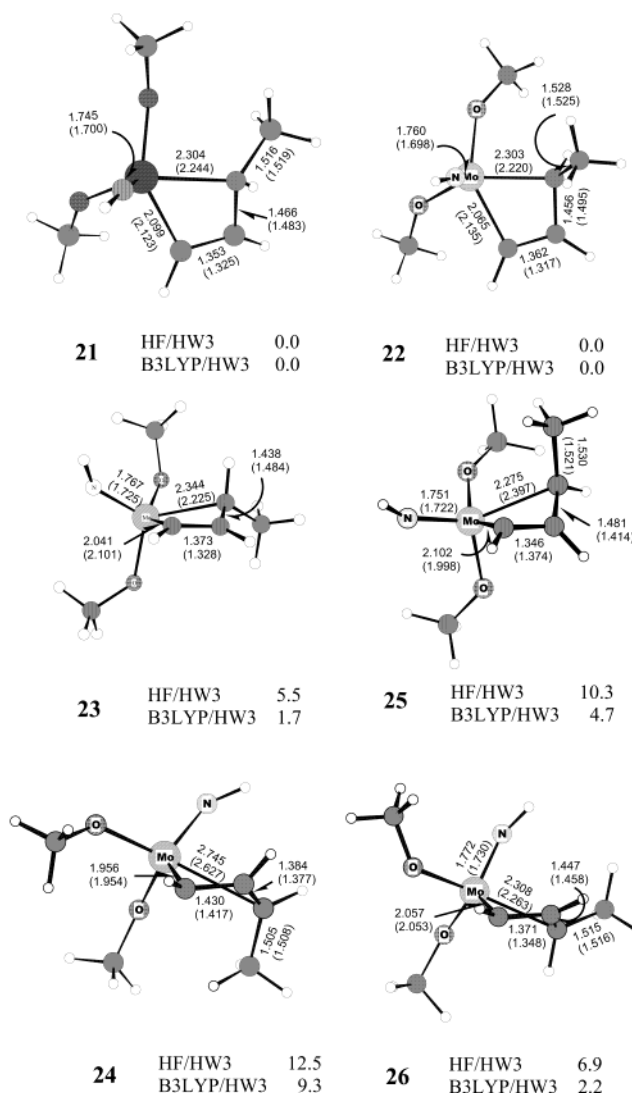 1.745
(1.700)
2.304
(2.244)
1.516
(1.519)
1.466
(1.483)
2.099
(2.123)
1.353
(1.325)
21
HF/HW3 0.0
B3LYP/HW3 0.0
O
1.528
(1.525)
1.760
(1.698)
2.303
(2.220)
N
Mo
O
2.065
(2.135)
1.456
(1.495)
1.362
(1.317)
22
HF/HW3 0.0
B3LYP/HW3 0.0
1.767
(1.725)
2.344
(2.225)
1.438
(1.484)
2.041
(2.101)
1.373
(1.328)
23
HF/HW3 5.5
B3LYP/HW3 1.7
1.530
(1.521)
O
2.275
(2.397)
1.751
(1.722)
N
Mo
1.481
(1.414)
2.102
(1.998)
1.346
(1.374)
O
25
HF/HW3 10.3
B3LYP/HW3 4.7
N
O
Mo
2.745
(2.627)
1.956
(1.954)
1.384
(1.377)
1.430
(1.417)
O
1.505
(1.508)
24
HF/HW3 12.5
B3LYP/HW3 9.3
N
1.772
(1.730)
O
Mo
2.308
(2.263)
1.447
(1.458)
2.057
(2.053)
O
1.371
(1.348)
1.515
(1.516)
26
HF/HW3 6.9
B3LYP/HW3 2.2